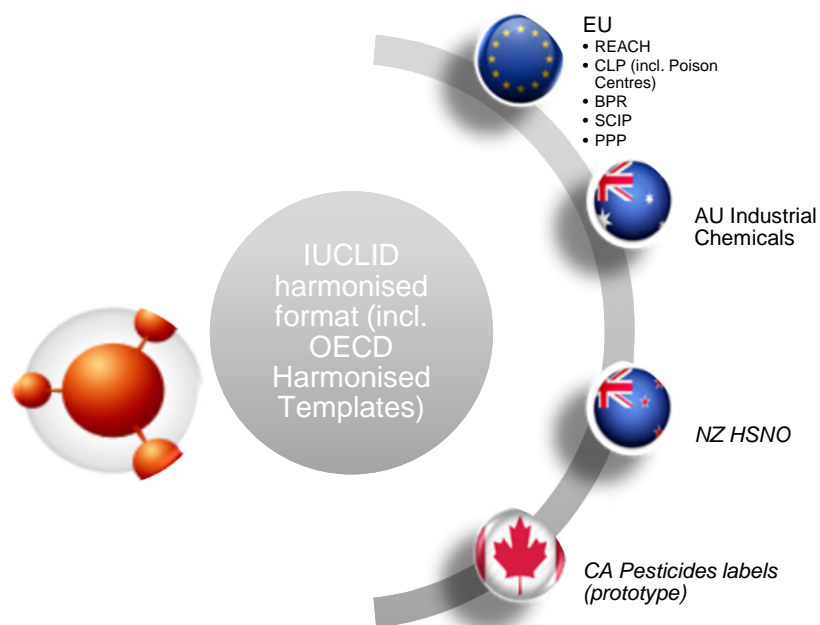 EU
• REACH
• CLP (incl. Poison
Centres)
• BPR
• SCIP
• PPP
AU Industrial
Chemicals
IUCLID
harmonised
format (incl.
OECD
Harmonised
Templates)
NZ HSNO
CA Pesticides labels
(prototype)